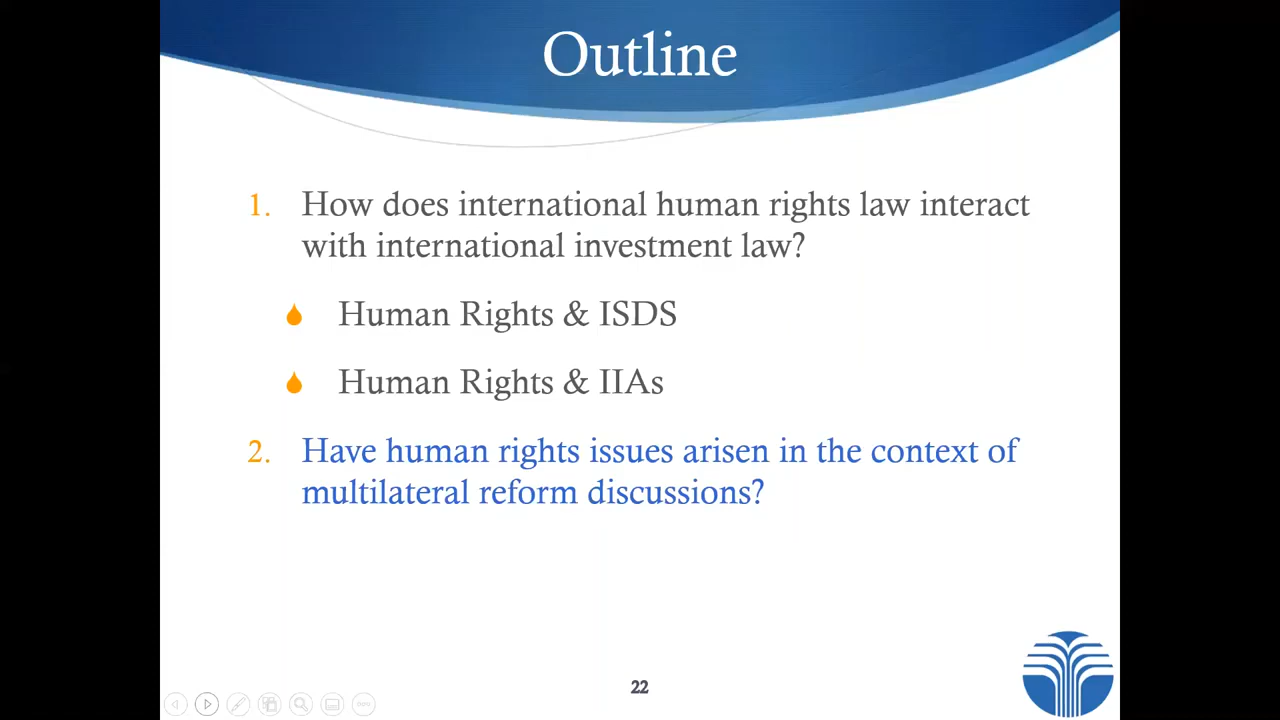 Outline
1. How does international human rights law interact
with international investment law?
Human Rights & ISDS
Human Rights & IIAs
2. Have human rights issues arisen in the context of
multilateral reform discussions?
22